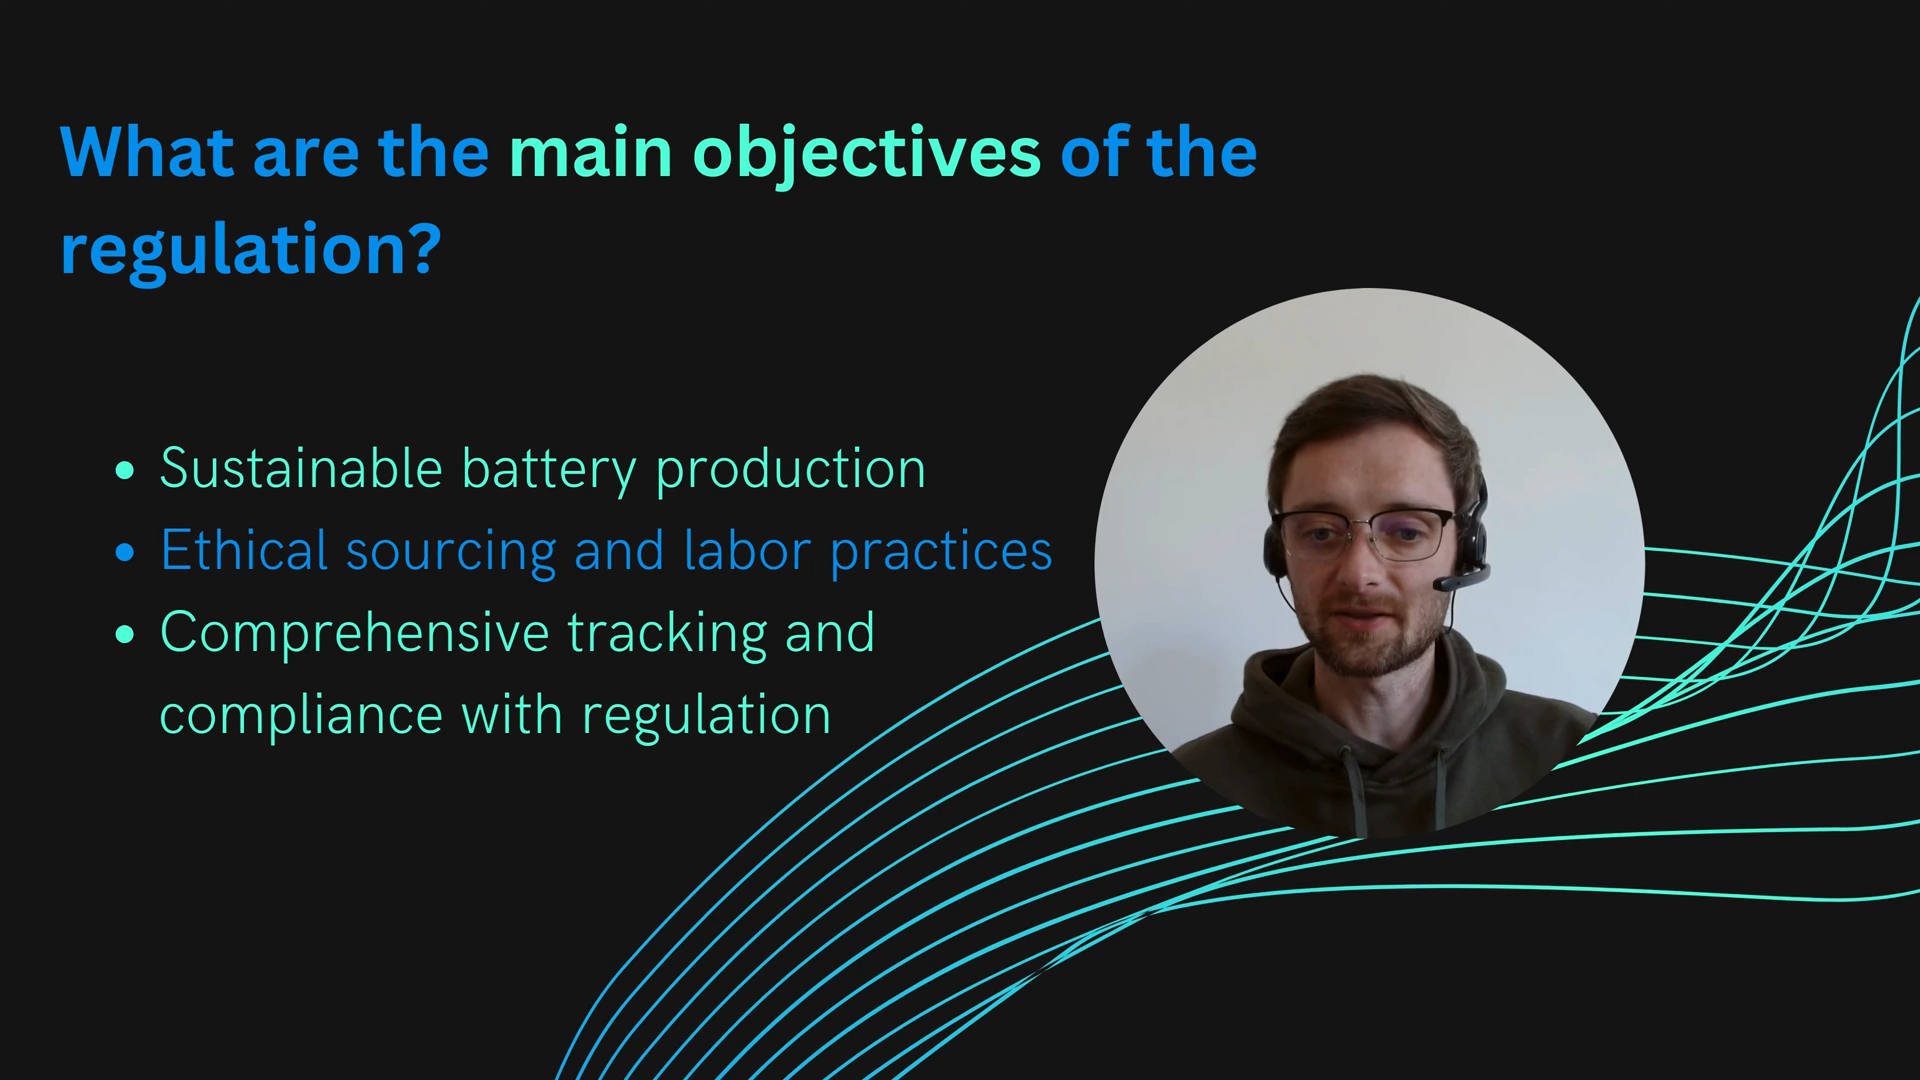 What are the main objectives of the
regulation?
• Sustainable battery production
• Ethical sourcing and labor practices
• Comprehensive tracking and
compliance with regulation